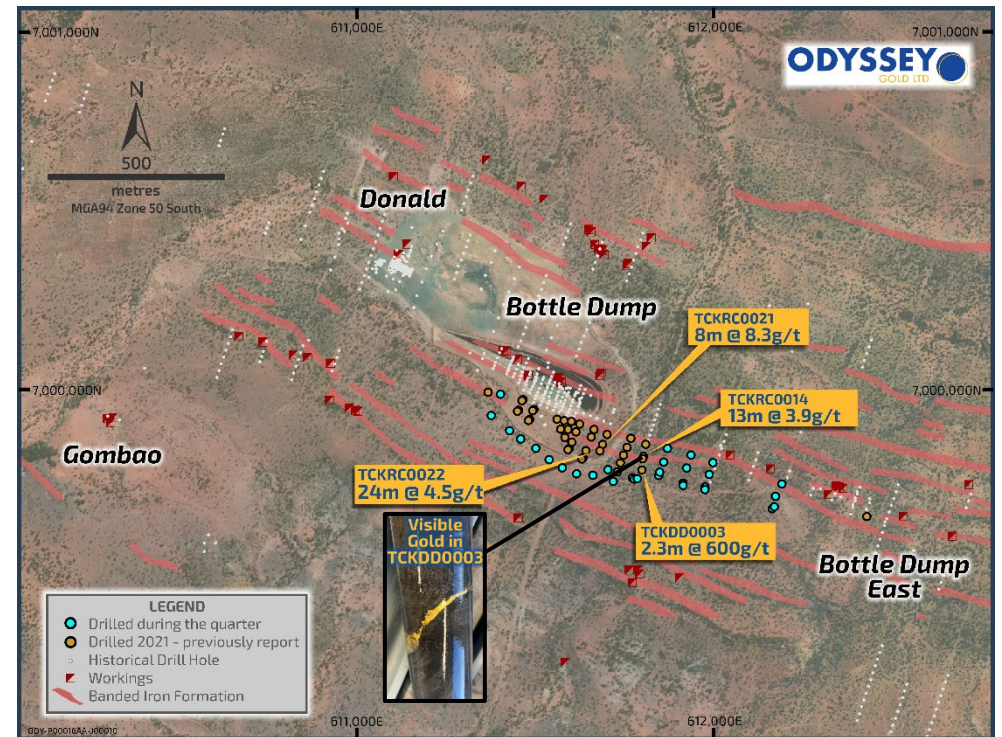 7,001,000N
611,000E
612,000E
7,001,000N
ODYSSEY
GOLD LTD
N
500
metres
MGA94 Zone 50 South
Donald
Bottle Dump
TCKRC0021
8m @ 8.3g/t
7,000,000N
7,000,000N
TCKRC0014
13m @ 3.9g/t
Gombao
TCKRC0022
24m @ 4.5g/t
Visible
Gold in
TCKDD0003
TCKDD0003
2.3m @ 600g/t
Bottle Dump
East
LEGEND
Drilled during the quarter
Drilled 2021 - previously report
Historical Drill Hole
Workings
Banded Iron Formation
611,000E
612,000E